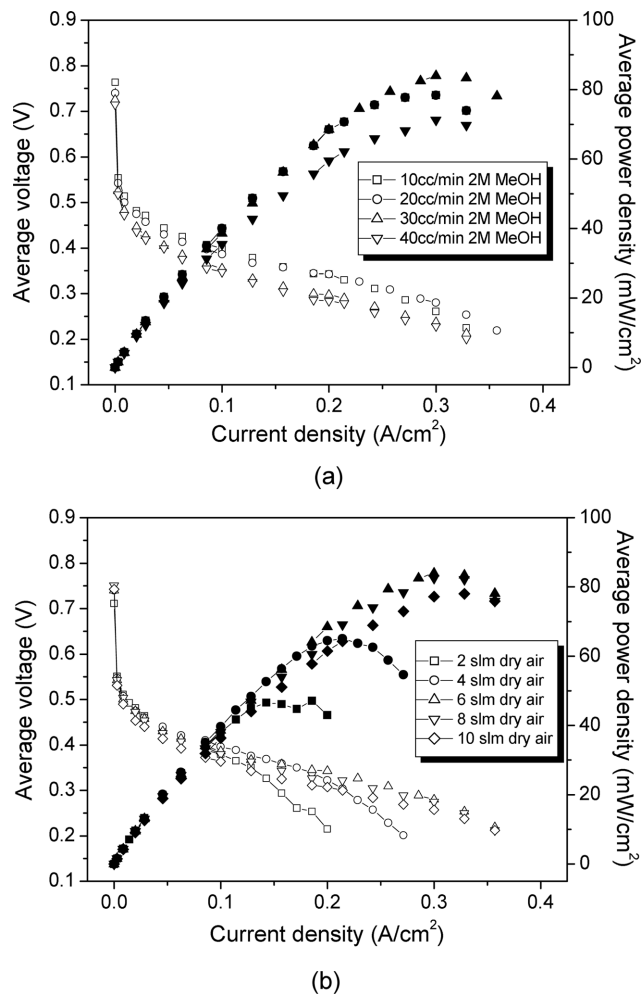 0.9
0.8
0.7
0.6
0.5
0.4
0.3
0.2
0.1
Average voltage (V)
100
80
60
40
20
0
Average power density (mW/cm²)
10cc/min 2M MeOH
20cc/min 2M MeOH
30cc/min 2M MeOH
40cc/min 2M MeOH
0.0 0.1 0.2 0.3 0.4
Current density (A/cm²)
(a)
0.9
0.8
0.7
0.6
0.5
0.4
0.3
0.2
0.1
Average voltage (V)
100
80
60
40
20
0
Average power density (mW/cm²)
2 slm dry air
4 slm dry air
6 slm dry air
8 slm dry air
10 slm dry air
0.0 0.1 0.2 0.3 0.4
Current density (A/cm²)
(b)